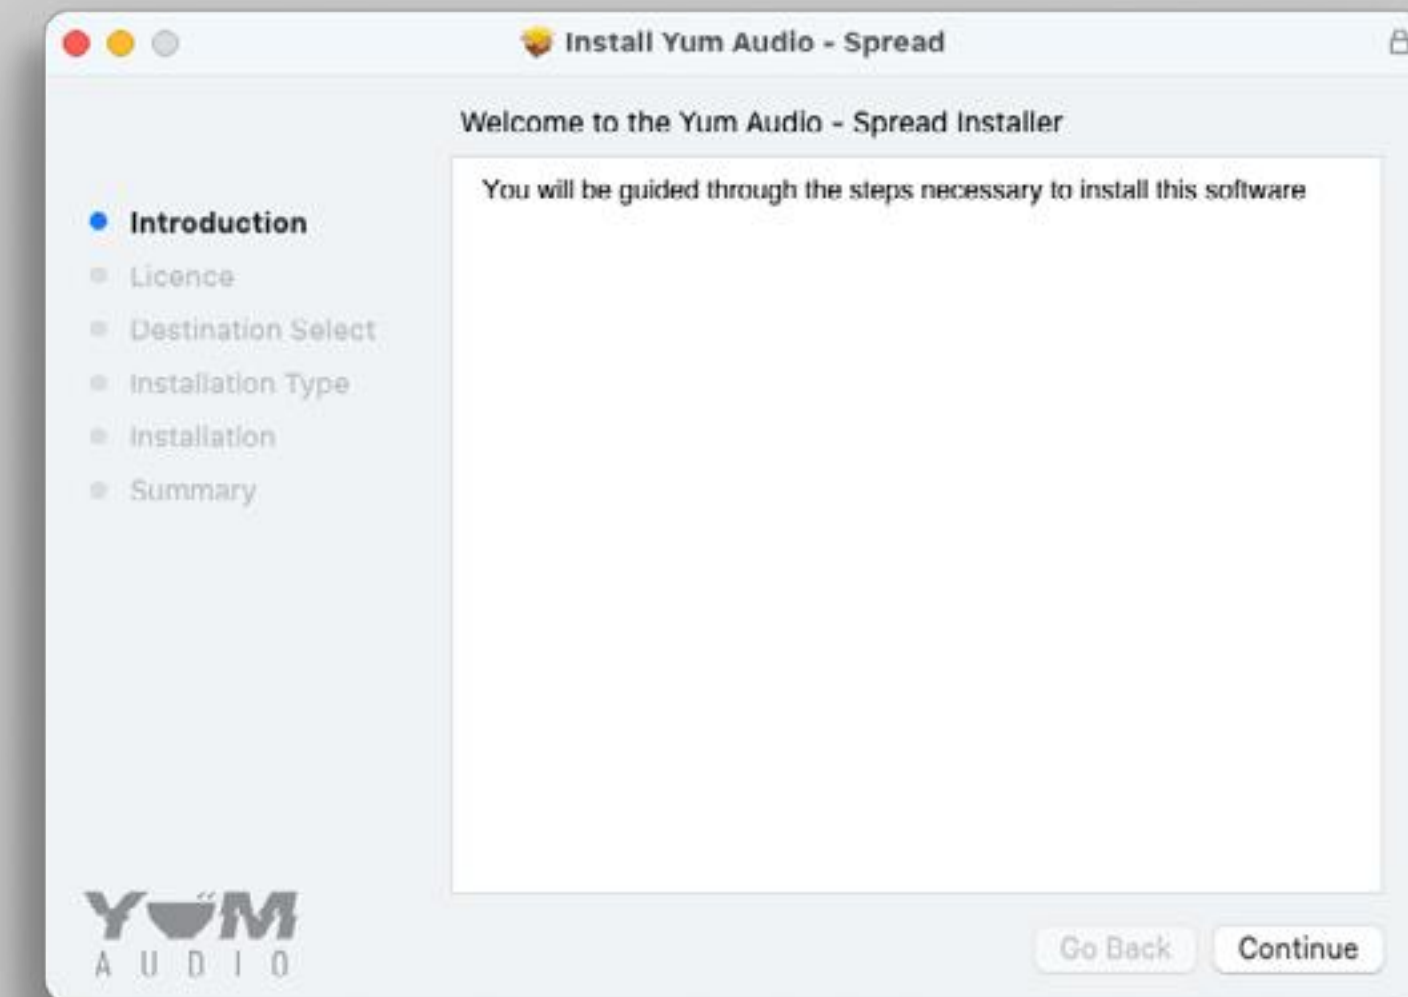 Install Yum Audio - Spread
Welcome to the Yum Audio - Spread Installer
You will be guided through the steps necessary to install this software
Introduction
Licence
Destination Select
Installation Type
Installation
Summary
YUM
AUDIO
Go Back
Continue